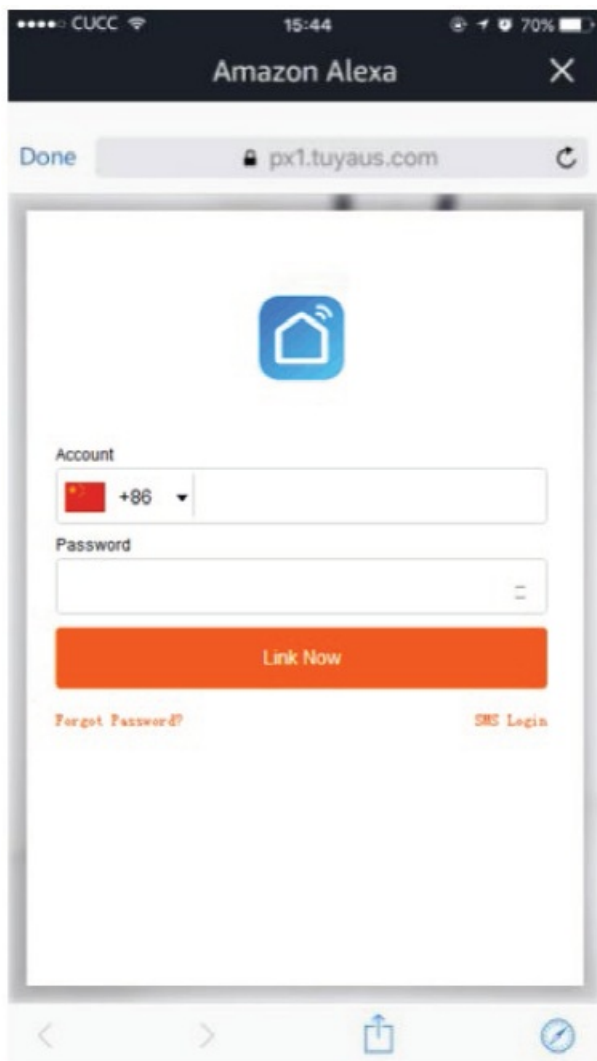 CUCC 15:44 70%
Amazon Alexa
Done px1.tuyaus.com
Account
+86
Password
Link Now
Forgot Password? SMS Login